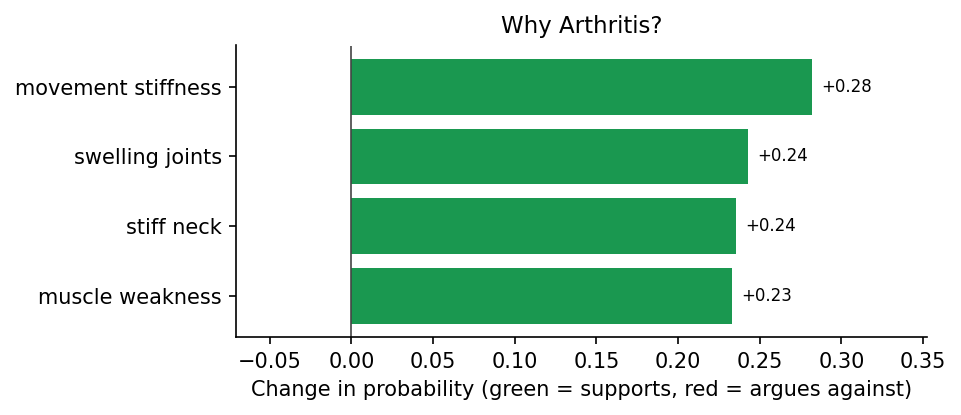 Why Arthritis?
movement stiffness
+0.28
swelling joints
+0.24
stiff neck
+0.24
muscle weakness
+0.23
−0.05 0.00 0.05 0.10 0.15 0.20 0.25 0.30 0.35
Change in probability (green = supports, red = argues against)